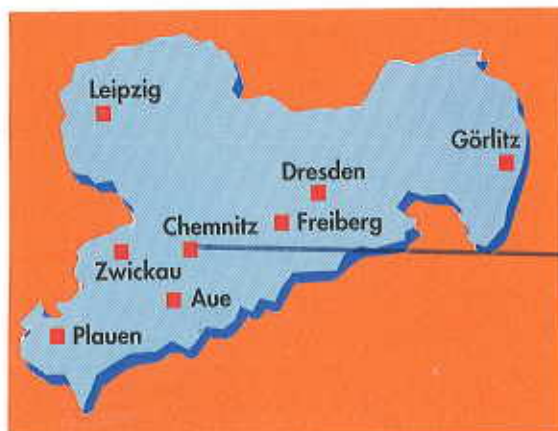 Leipzig
Görlitz
Dresden
Chemnitz
Freiberg
Zwickau
Aue
Plauen